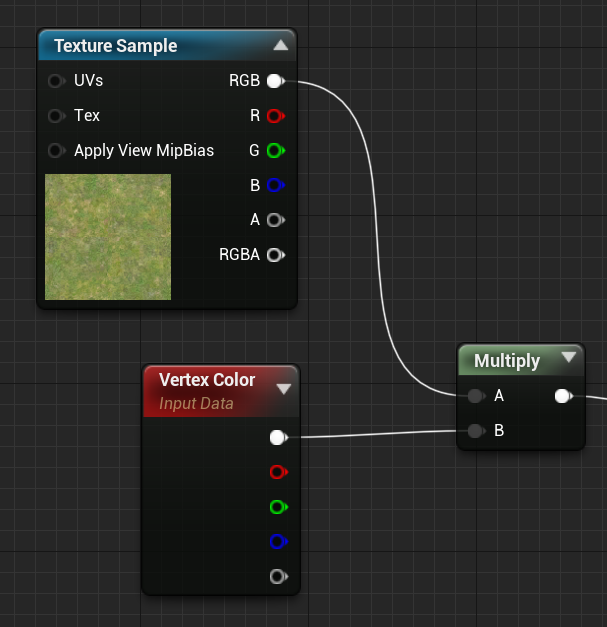 Texture Sample
UVs RGB
Tex R
Apply View MipBias G
B
A
RGBA
Vertex Color
Input Data
Multiply
A
B